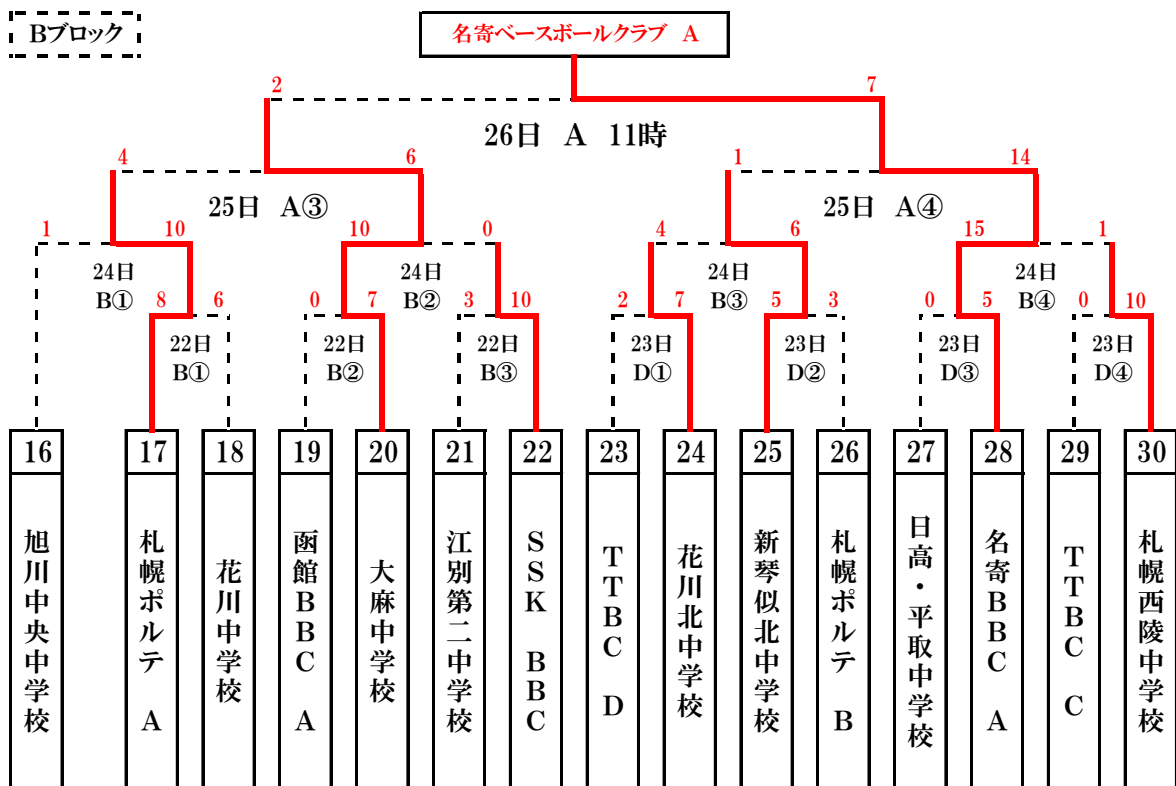 Bブロック
名寄ベースボールクラブ A
2 7
26日 A 11時
4 6 1 14
25日 A③ 25日 A④
1 10 10 0 4 6 15 1
24日 24日 24日 24日
B① B② B③ B④
8 6 0 7 3 10 2 7 5 3 0 5 0 10
22日 22日 22日 23日 23日 23日 23日
B① B② B③ D① D② D③ D④
16 17 18 19 20 21 22 23 24 25 26 27 28 29 30
旭川中央中学校
札幌ポルテ A
花川中学校
函館BBC A
大麻中学校
江別第二中学校
SSK BBC
TTBC D
花川北中学校
新琴似北中学校
札幌ポルテ B
日高・平取中学校
名寄BBC A
TTBC C
札幌西陵中学校